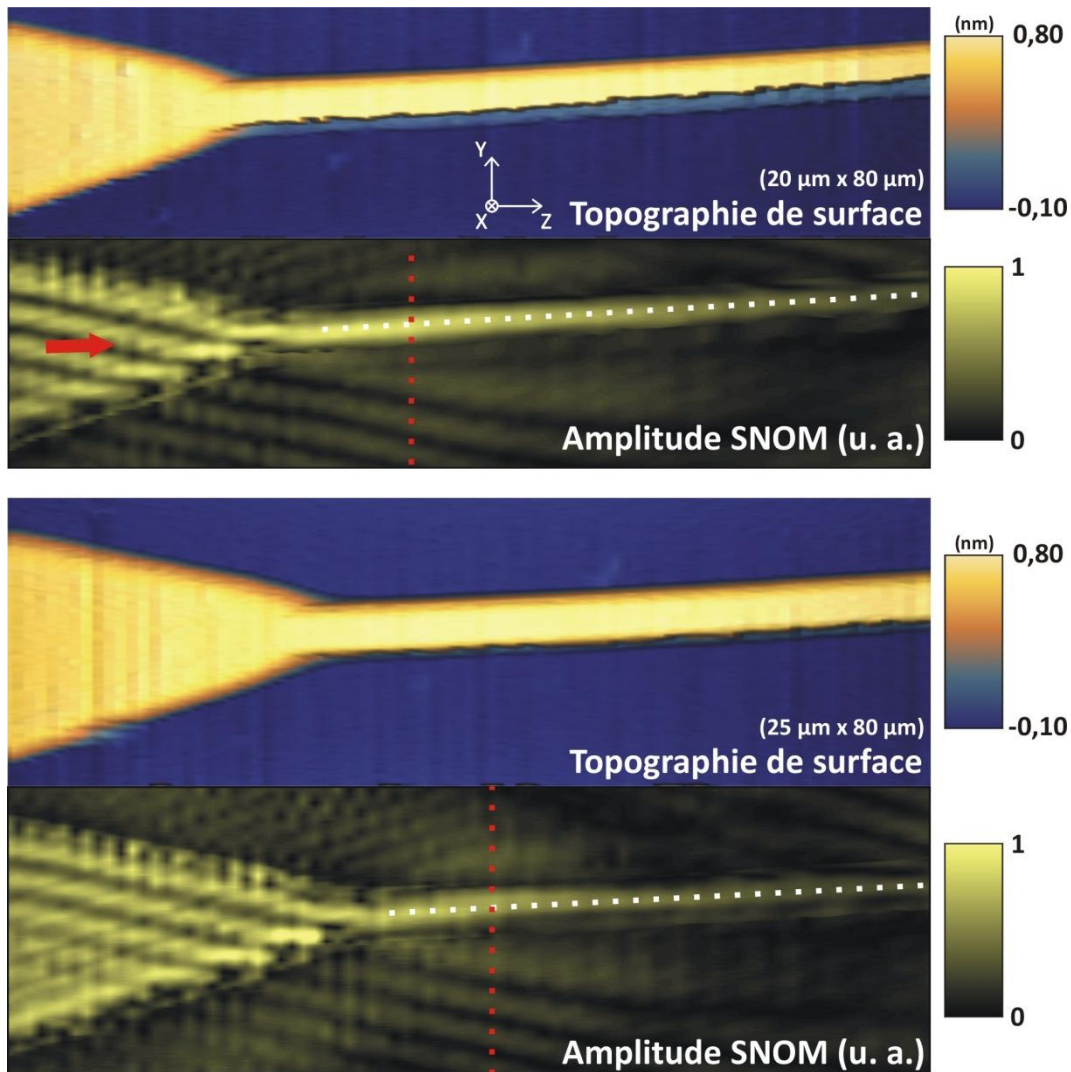 (nm)
0,80
-0,10
Y
X
Z
(20 µm x 80 µm)
Topographie de surface
1
0
Amplitude SNOM (u. a.)
(nm)
0,80
-0,10
(25 µm x 80 µm)
Topographie de surface
1
0
Amplitude SNOM (u. a.)